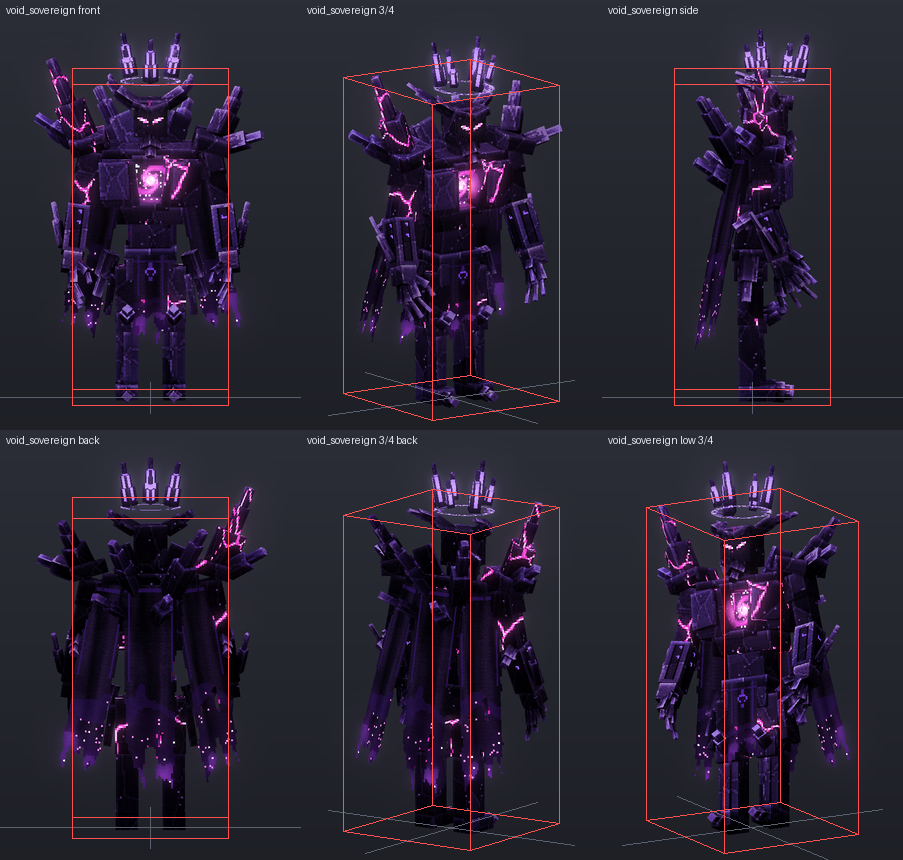 void_sovereign front
void_sovereign 3/4
void_sovereign side
void_sovereign back
void_sovereign 3/4 back
void_sovereign low 3/4